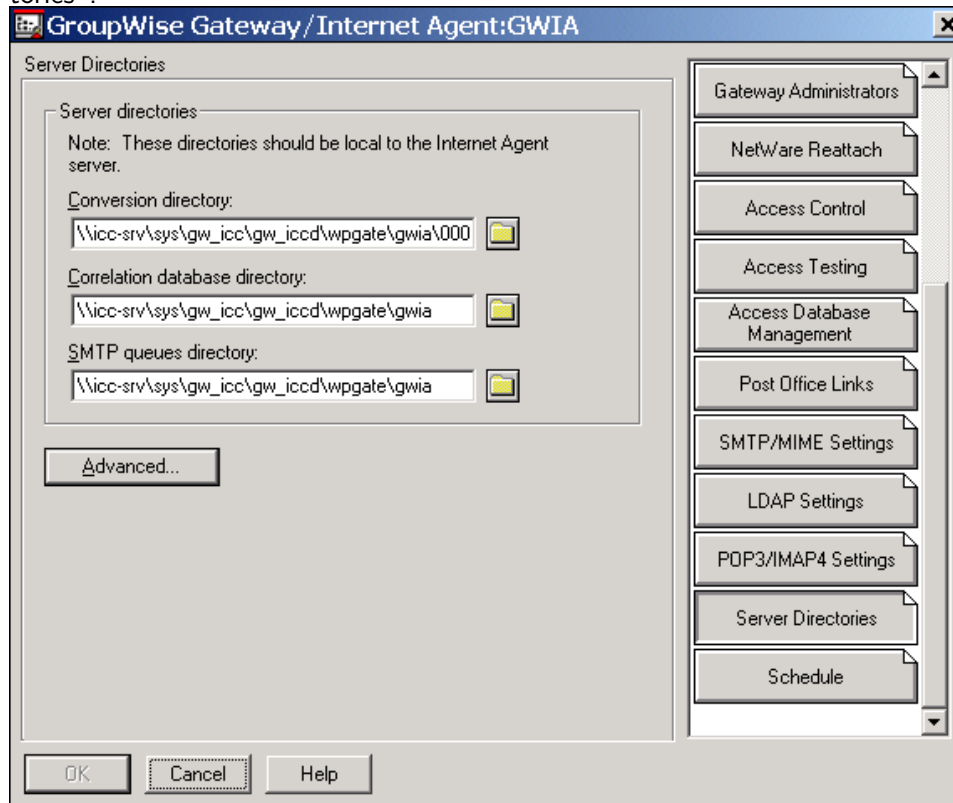 tories".
GroupWise Gateway/Internet Agent:GWIA
Server Directories
Server directories
Note: These directories should be local to the Internet Agent
server.
Conversion directory:
\\icc-srv\sys\gw_icc\gw_iccd\wpgate\gwia\000
Correlation database directory:
\\icc-srv\sys\gw_icc\gw_iccd\wpgate\gwia
SMTP queues directory:
\\icc-srv\sys\gw_icc\gw_iccd\wpgate\gwia
Advanced...
Gateway Administrators
NetWare Reattach
Access Control
Access Testing
Access Database
Management
Post Office Links
SMTP/MIME Settings
LDAP Settings
POP3/IMAP4 Settings
Server Directories
Schedule
OK
Cancel
Help